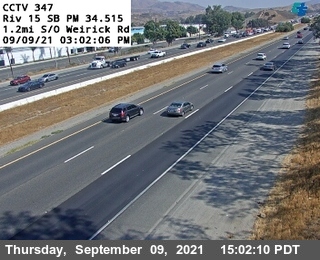 CCTV 347
Riv 15 SB PM 34.515
1.2mi S/O Weirick Rd
09/09/21 03:02:06 PM
Thursday, September 09, 2021 15:02:10 PDT